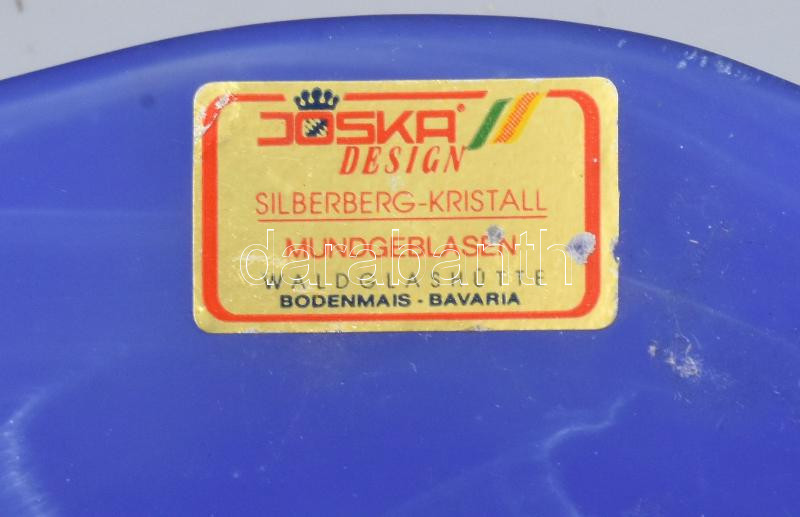 JOSKA®
DESIGN
SILBERBERG-KRISTALL
MUNDGEBLASEN
WALDGLASHÜTTE
BODENMAIS - BAVARIA
darabanth